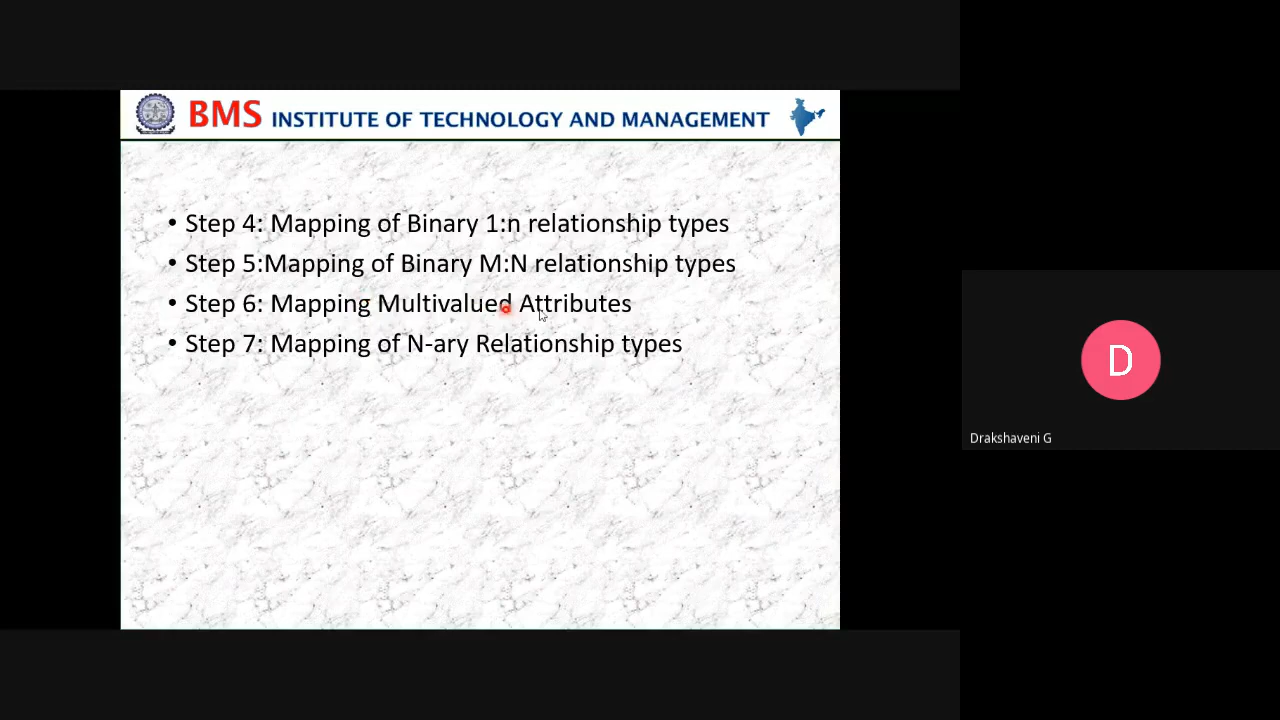 BMS INSTITUTE OF TECHNOLOGY AND MANAGEMENT
• Step 4: Mapping of Binary 1:n relationship types
• Step 5:Mapping of Binary M:N relationship types
• Step 6: Mapping Multivalued Attributes
• Step 7: Mapping of N-ary Relationship types
D
Drakshaveni G